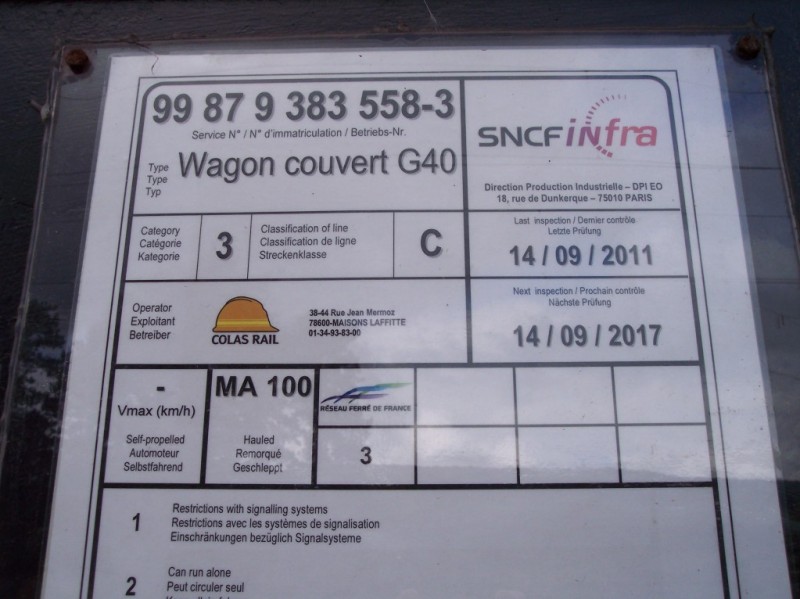 99 87 9 383 558-3
Service N° / N° d'immatriculation / Betriebs-Nr.
Type
Type
Typ
Wagon couvert G40
SNCF infra
Direction Production Industrielle – DPI EO
18, rue de Dunkerque – 75010 PARIS
Category
Catégorie
Kategorie
3
Classification of line
Classification de ligne
Streckenklasse
C
Last inspection / Dernier contrôle
Letzte Prüfung
14 / 09 / 2011
Operator
Exploitant
Betreiber
COLAS RAIL
38-44 Rue Jean Mermoz
78600-MAISONS LAFFITTE
01-34-93-83-00
Next inspection / Prochain contrôle
Nächste Prüfung
14 / 09 / 2017
-
Vmax (km/h)
Self-propelled
Automoteur
Selbstfahrend
MA 100
Hauled
Remorqué
Geschleppt
RÉSEAU FERRÉ DE FRANCE
3
1
Restrictions with signalling systems
Restrictions avec les systèmes de signalisation
Einschränkungen bezüglich Signalsysteme
2
Can run alone
Peut circuler seul